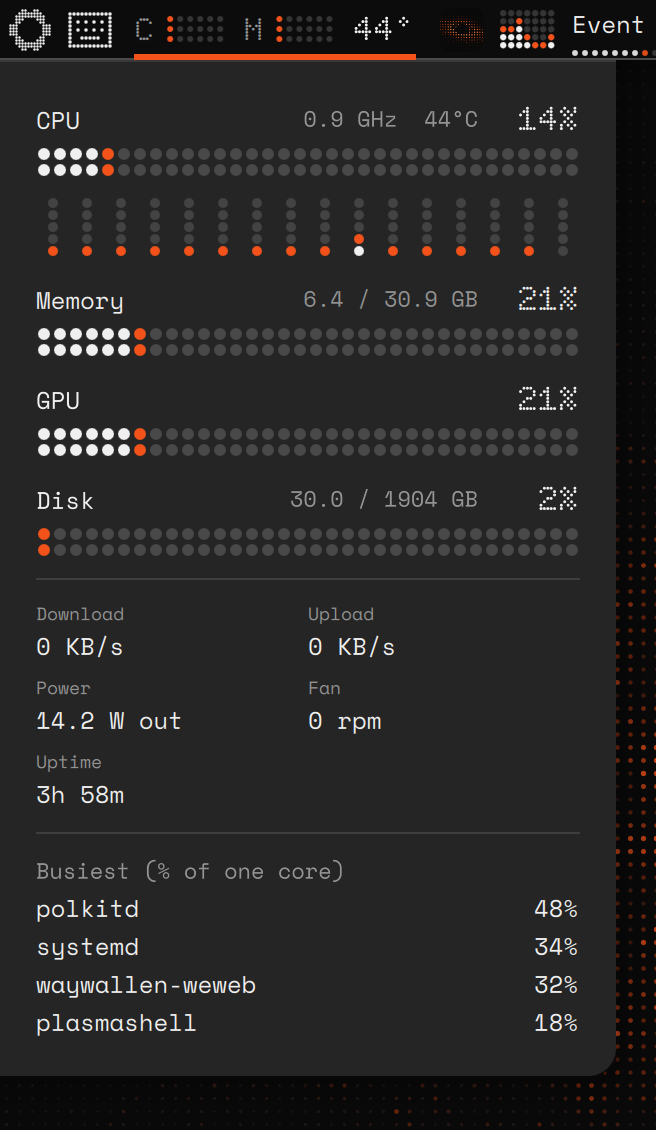 C M 44° Event
CPU 0.9 GHz 44°C 14%
Memory 6.4 / 30.9 GB 21%
GPU 21%
Disk 30.0 / 1904 GB 2%
Download Upload
0 KB/s 0 KB/s
Power Fan
14.2 W out 0 rpm
Uptime
3h 58m
Busiest (% of one core)
polkitd 48%
systemd 34%
waywallen-weweb 32%
plasmashell 18%